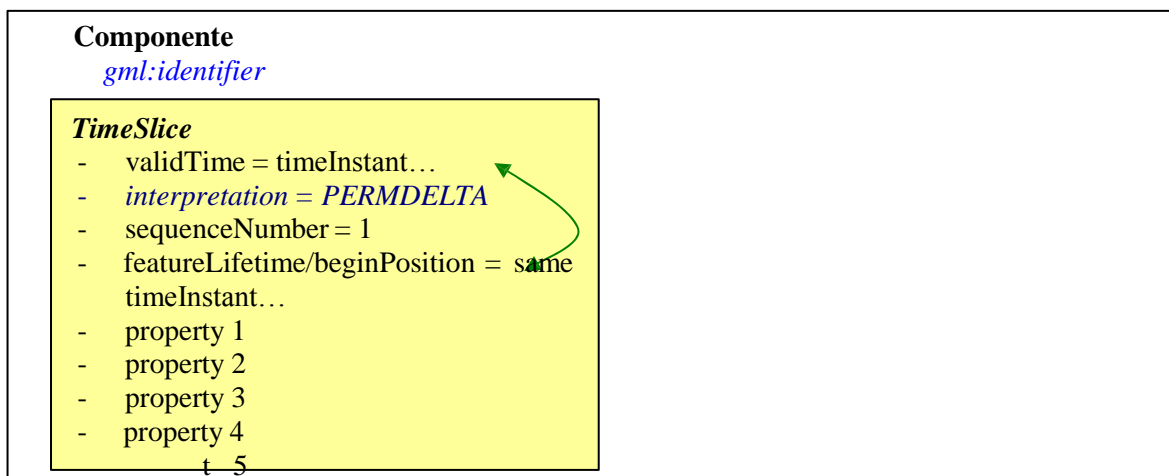 Componente
gml:identifier
TimeSlice
- validTime = timeInstant…
- interpretation = PERMDELTA
- sequenceNumber = 1
- featureLifetime/beginPosition = same
timeInstant…
- property 1
- property 2
- property 3
- property 4
t 5